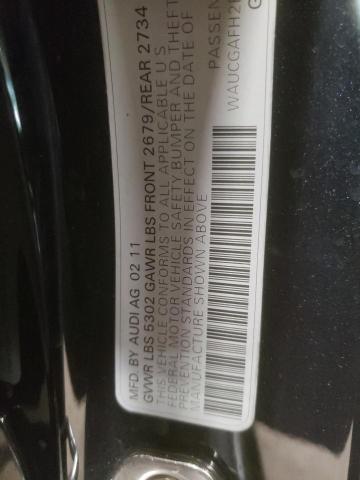 MFD. BY AUDI AG 02 11
GVWR LBS 5302 GAWR LBS FRONT 2679/REAR 2734
THIS VEHICLE CONFORMS TO ALL APPLICABLE U S
FEDERAL MOTOR VEHICLE SAFETY BUMPER AND THEFT
PREVENTION STANDARDS IN EFFECT ON THE DATE OF
MANUFACTURE SHOWN ABOVE
WAUCGAFH2
PASSEN